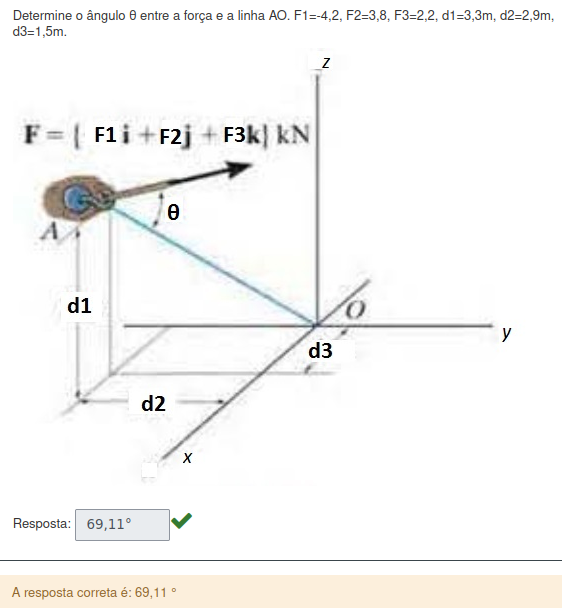 Determine o ângulo θ entre a força e a linha AO. F1=-4,2, F2=3,8, F3=2,2, d1=3,3m, d2=2,9m,
d3=1,5m.
z
F = { F1 i + F2j + F3k} kN
θ
A
d1
O
y
d3
d2
x
Resposta: 69,11°
A resposta correta é: 69,11 °